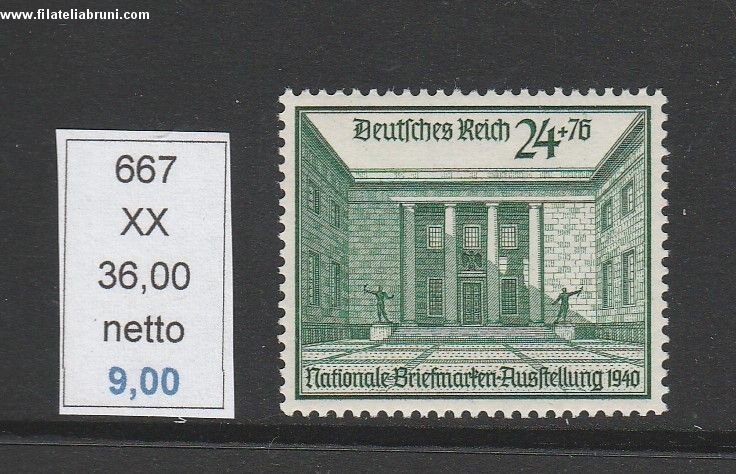 www.filateliabruni.com
667
XX
36,00
netto
9,00
Deutsches Reich 24+76
Nationale Briefmarken-Ausstellung 1940